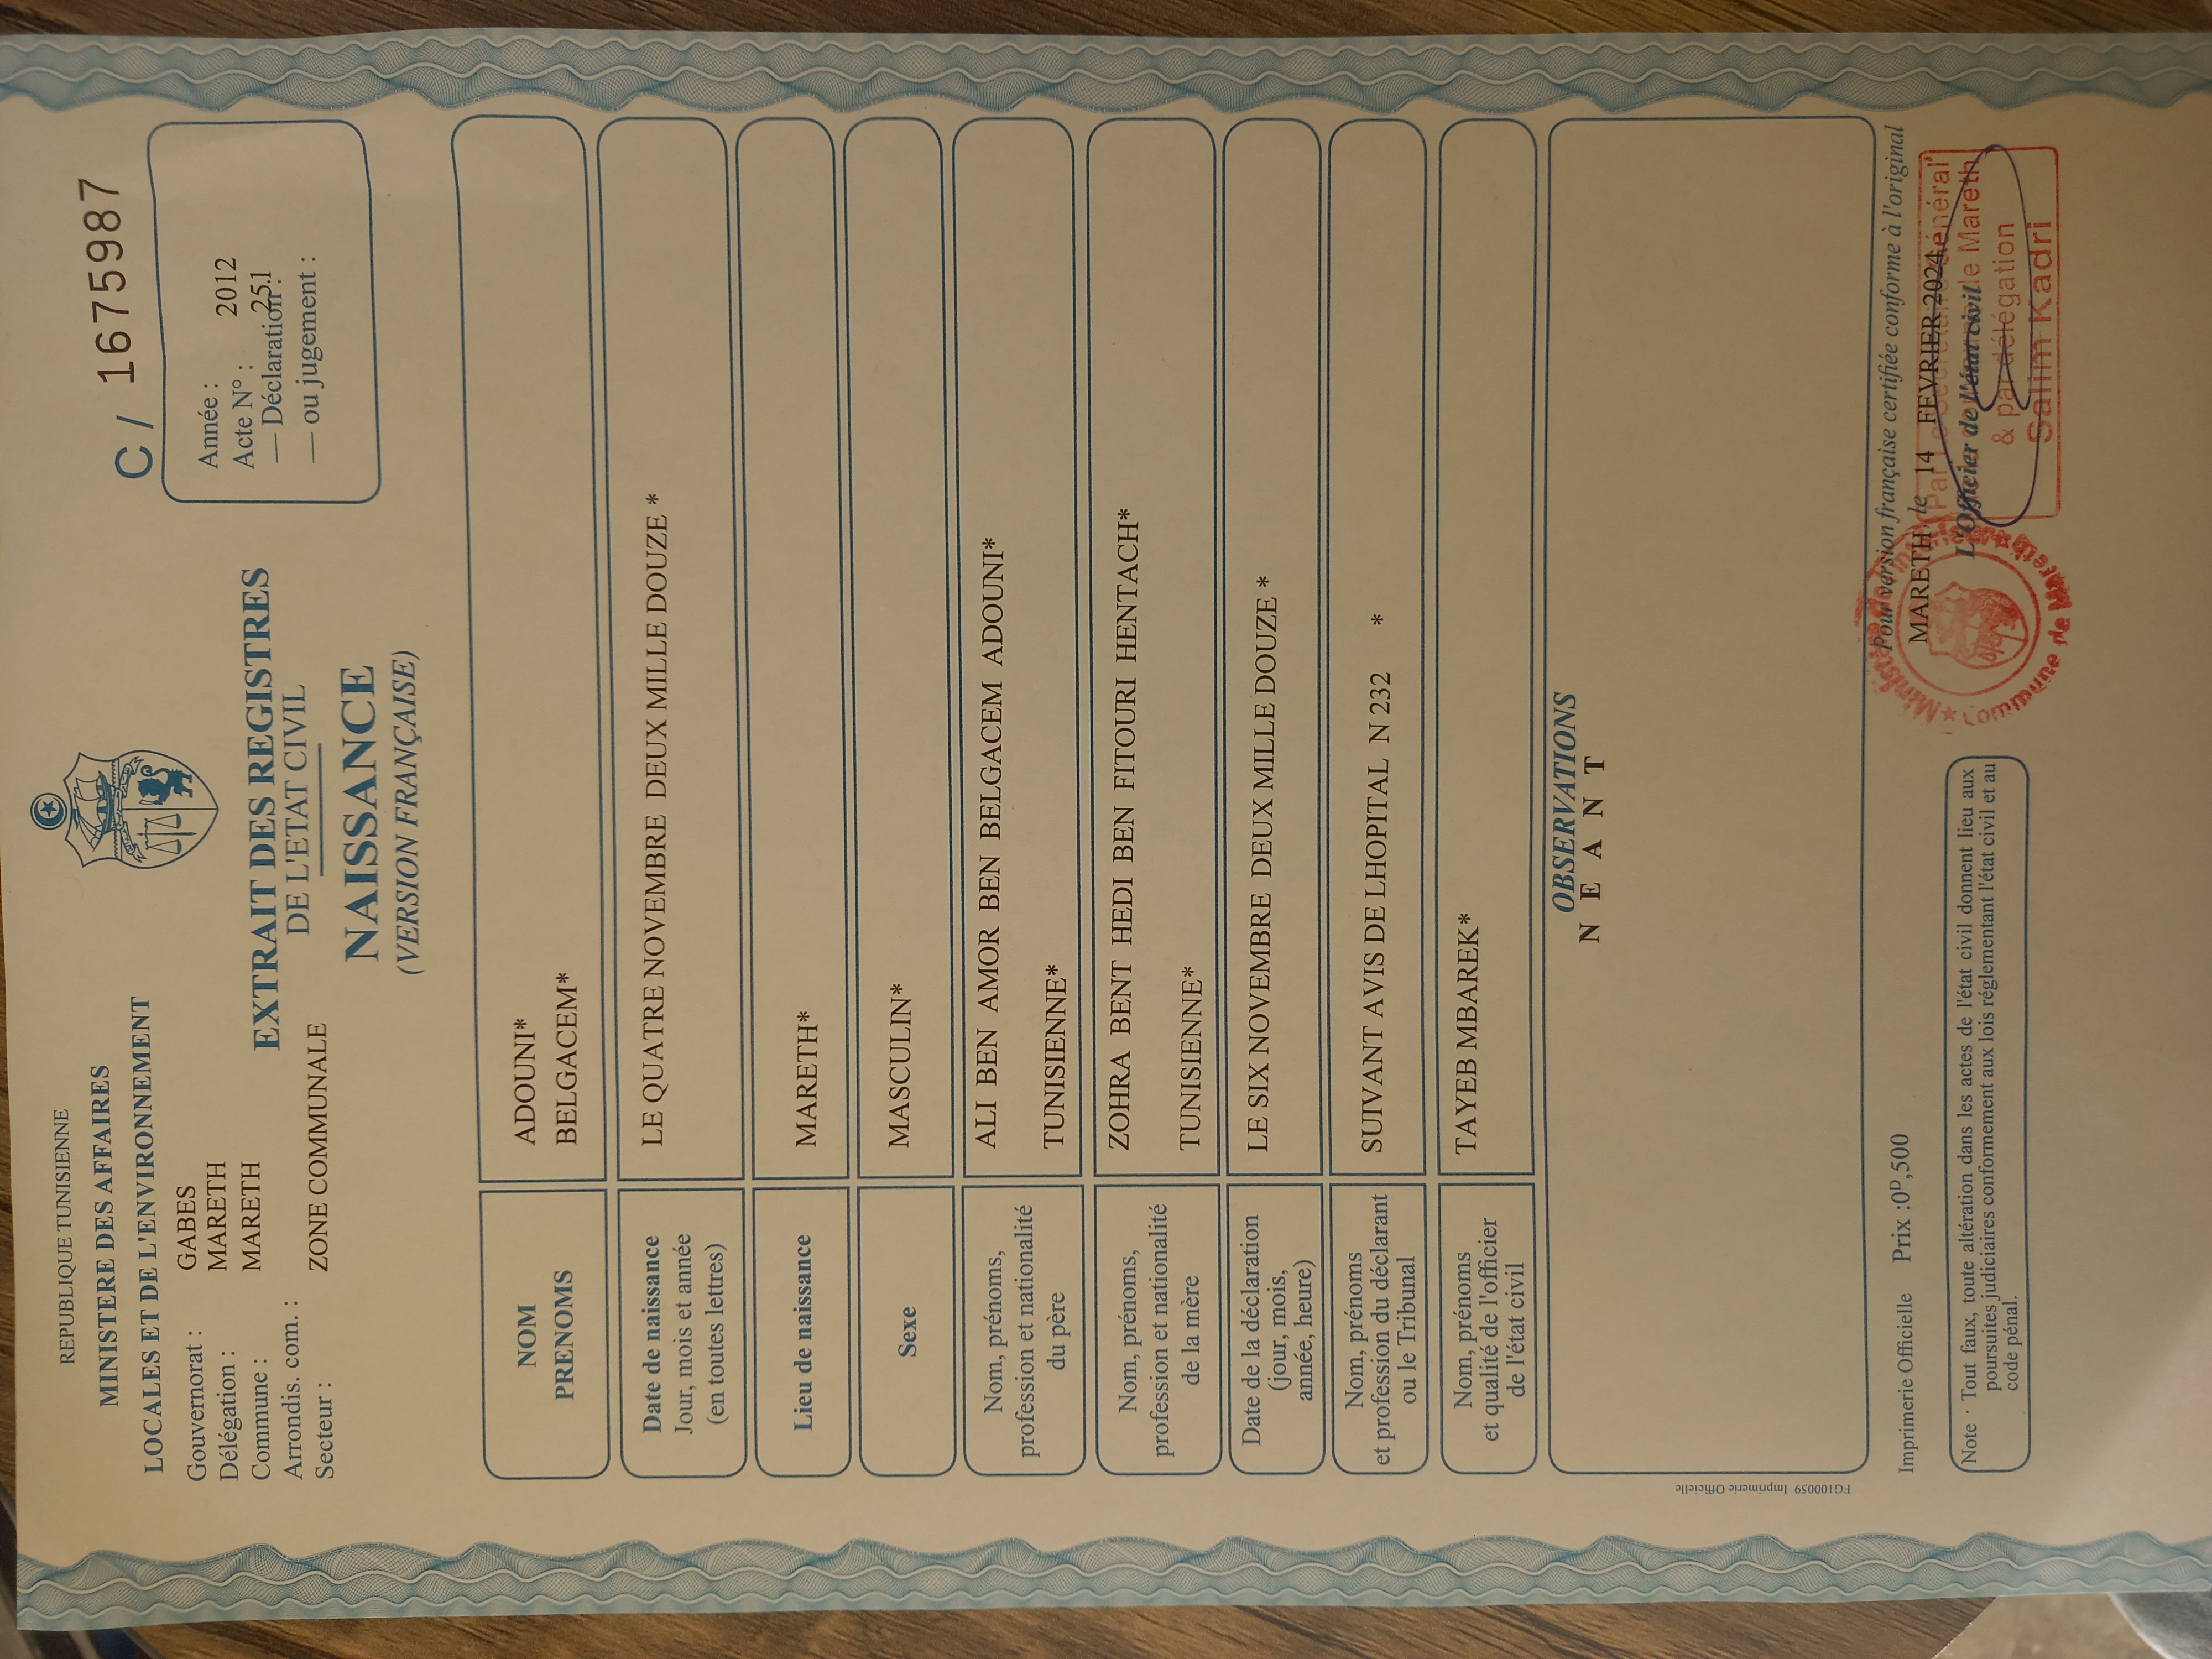 REPUBLIQUE TUNISIENNE
MINISTERE DES AFFAIRES
LOCALES ET DE L'ENVIRONNEMENT
Gouvernorat : GABES
Délégation : MARETH
Commune : MARETH
Arrondis. com. :
Secteur : ZONE COMMUNALE
EXTRAIT DES REGISTRES
DE L'ETAT CIVIL
NAISSANCE
(VERSION FRANÇAISE)
C / 1675987
Année : 2012
Acte N° : 251
— Déclaration :
— ou jugement :
NOM ADOUNI*
PRENOMS BELGACEM*
Date de naissance
Jour, mois et année
(en toutes lettres)
LE QUATRE NOVEMBRE DEUX MILLE DOUZE *
Lieu de naissance MARETH*
Sexe MASCULIN*
Nom, prénoms,
profession et nationalité
du père
ALI BEN AMOR BEN BELGACEM ADOUNI*
TUNISIENNE*
Nom, prénoms,
profession et nationalité
de la mère
ZOHRA BENT HEDI BEN FITOURI HENTACH*
TUNISIENNE*
Date de la déclaration
(jour, mois,
année, heure)
LE SIX NOVEMBRE DEUX MILLE DOUZE *
Nom, prénoms
et profession du déclarant
ou le Tribunal
SUIVANT AVIS DE LHOPITAL N 232 *
Nom, prénoms
et qualité de l'officier
de l'état civil
TAYEB MBAREK*
OBSERVATIONS
N E A N T
FG100059 Imprimerie Officielle
Imprimerie Officielle Prix :0ᴰ,500
Note · Tout faux, toute altération dans les actes de l'état civil donnent lieu aux
poursuites judiciaires conformement aux lois réglementant l'état civil et au
code pénal.
Pour version française certifiée conforme à l'original
MARETH, le 14 FEVRIER 2024
L'Officier de l'état civil
Général
de Mareth
& par délégation
Salim Kadri
Commune de Mareth